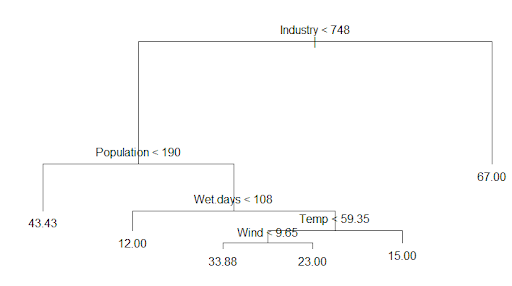 Industry < 748
Population < 190
67.00
Wet.days < 108
43.43
Temp < 59.35
12.00
Wind < 9.65
15.00
33.88
23.00